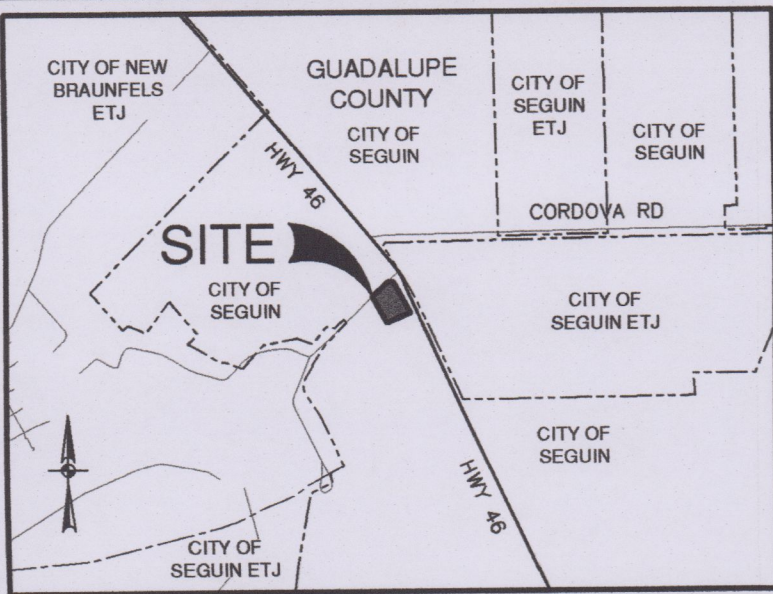 CITY OF NEW
BRAUNFELS
ETJ
GUADALUPE
COUNTY
CITY OF
SEGUIN
CITY OF
SEGUIN
ETJ
CITY OF
SEGUIN
HWY 46
CORDOVA RD
SITE
CITY OF
SEGUIN
CITY OF
SEGUIN ETJ
CITY OF
SEGUIN
HWY 46
CITY OF
SEGUIN ETJ